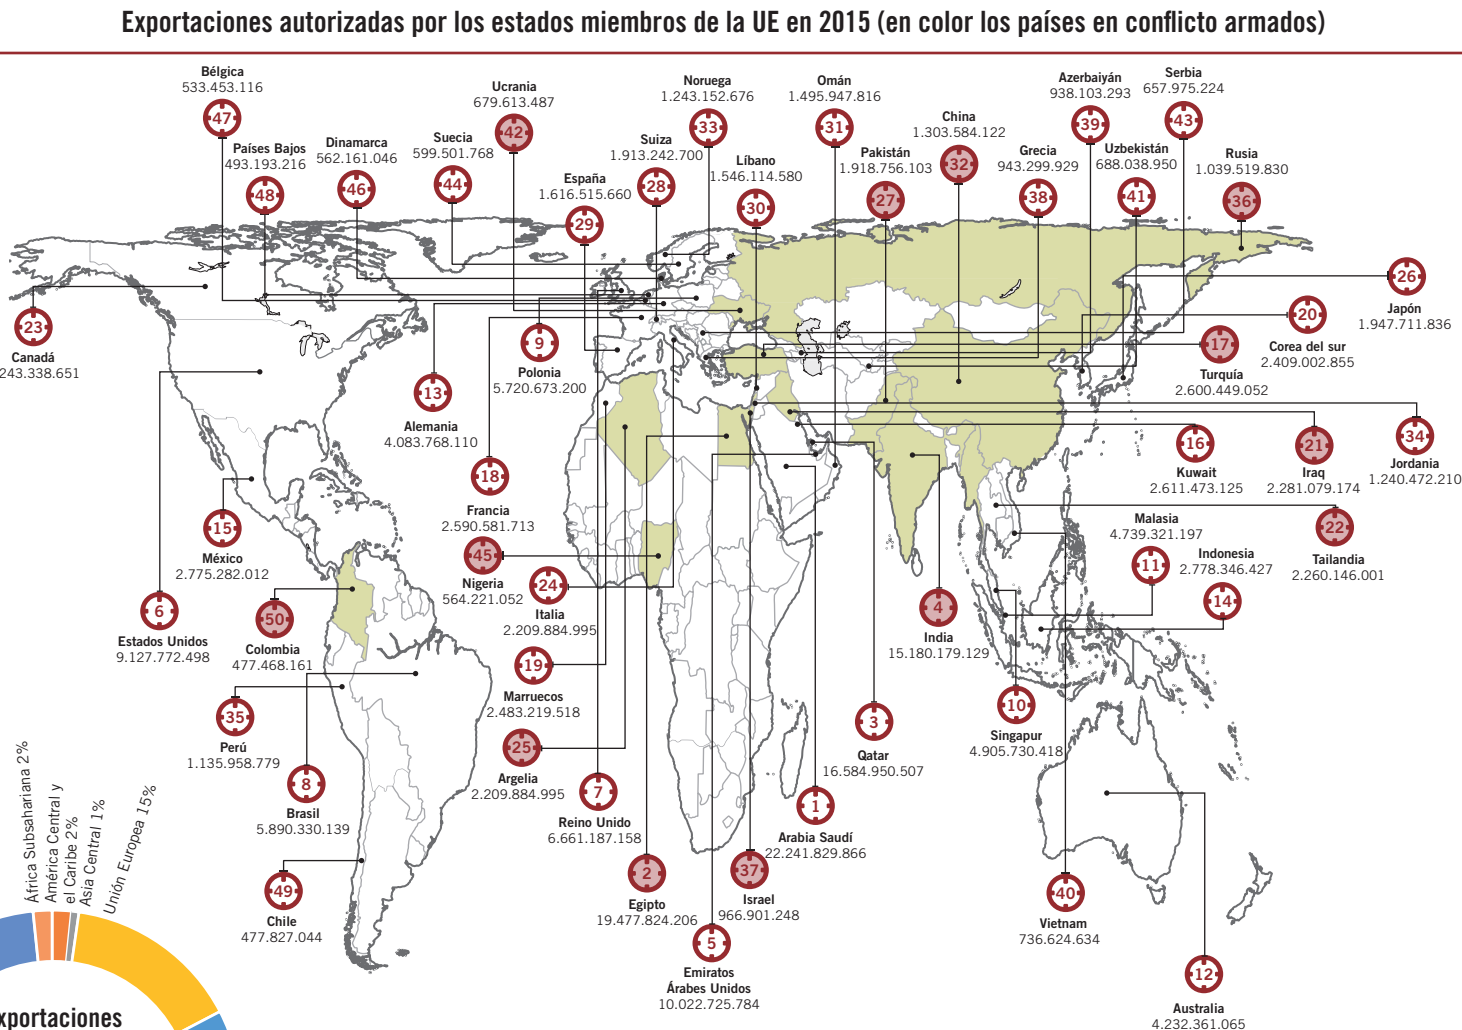 Exportaciones autorizadas por los estados miembros de la UE en 2015 (en color los países en conflicto armados)
Bélgica
533.453.116
47
Países Bajos
493.193.216
48
Dinamarca
562.161.046
46
Suecia
599.501.768
44
Ucrania
679.613.487
42
España
1.616.515.660
29
Suiza
1.913.242.700
28
Noruega
1.243.152.676
33
Líbano
1.546.114.580
30
Omán
1.495.947.816
31
Pakistán
1.918.756.103
27
China
1.303.584.122
32
Grecia
943.299.929
38
Azerbaiyán
938.103.293
39
Uzbekistán
688.038.950
41
Serbia
657.975.224
43
Rusia
1.039.519.830
36
26
Japón
1.947.711.836
20
Corea del sur
2.409.002.855
17
Turquía
2.600.449.052
23
Canadá
243.338.651
9
Polonia
5.720.673.200
13
Alemania
4.083.768.110
18
Francia
2.590.581.713
16
Kuwait
2.611.473.125
21
Iraq
2.281.079.174
34
Jordania
1.240.472.210
22
Tailandia
2.260.146.001
15
México
2.775.282.012
6
Estados Unidos
9.127.772.498
50
Colombia
477.468.161
45
Nigeria
564.221.052
24
Italia
2.209.884.995
19
Marruecos
2.483.219.518
25
Argelia
2.209.884.995
Malasia
4.739.321.197
11
Indonesia
2.778.346.427
14
4
India
15.180.179.129
35
Perú
1.135.958.779
8
Brasil
5.890.330.139
49
Chile
477.827.044
7
Reino Unido
6.661.187.158
2
Egipto
19.477.824.206
37
Israel
966.901.248
5
Emiratos
Árabes Unidos
10.022.725.784
1
Arabia Saudí
22.241.829.866
3
Qatar
16.584.950.507
10
Singapur
4.905.730.418
40
Vietnam
736.624.634
12
Australia
4.232.361.065
África Subsahariana 2%
América Central y
el Caribe 2%
Asia Central 1%
Unión Europea 15%
xportaciones